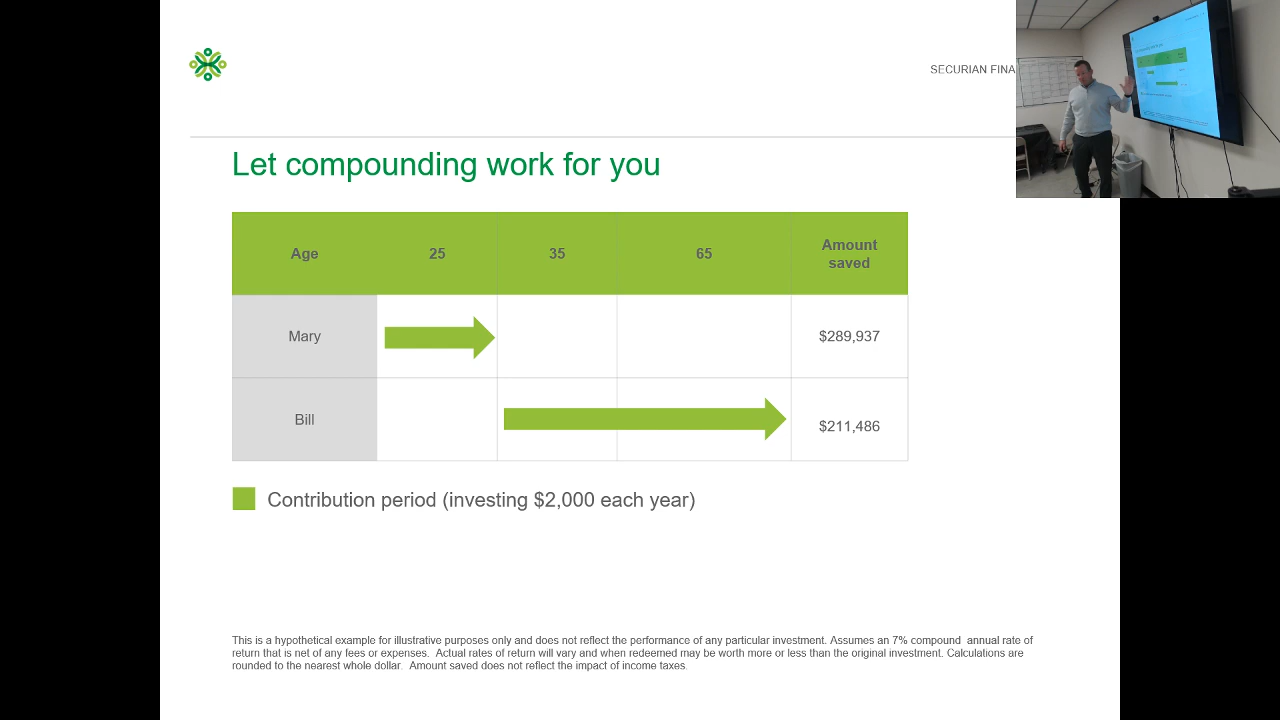 SECURIAN FINA
Let compounding work for you
Age 25 35 65 Amount saved
Mary $289,937
Bill $211,486
Contribution period (investing $2,000 each year)
This is a hypothetical example for illustrative purposes only and does not reflect the performance of any particular investment. Assumes an 7% compound annual rate of
return that is net of any fees or expenses. Actual rates of return will vary and when redeemed may be worth more or less than the original investment. Calculations are
rounded to the nearest whole dollar. Amount saved does not reflect the impact of income taxes.